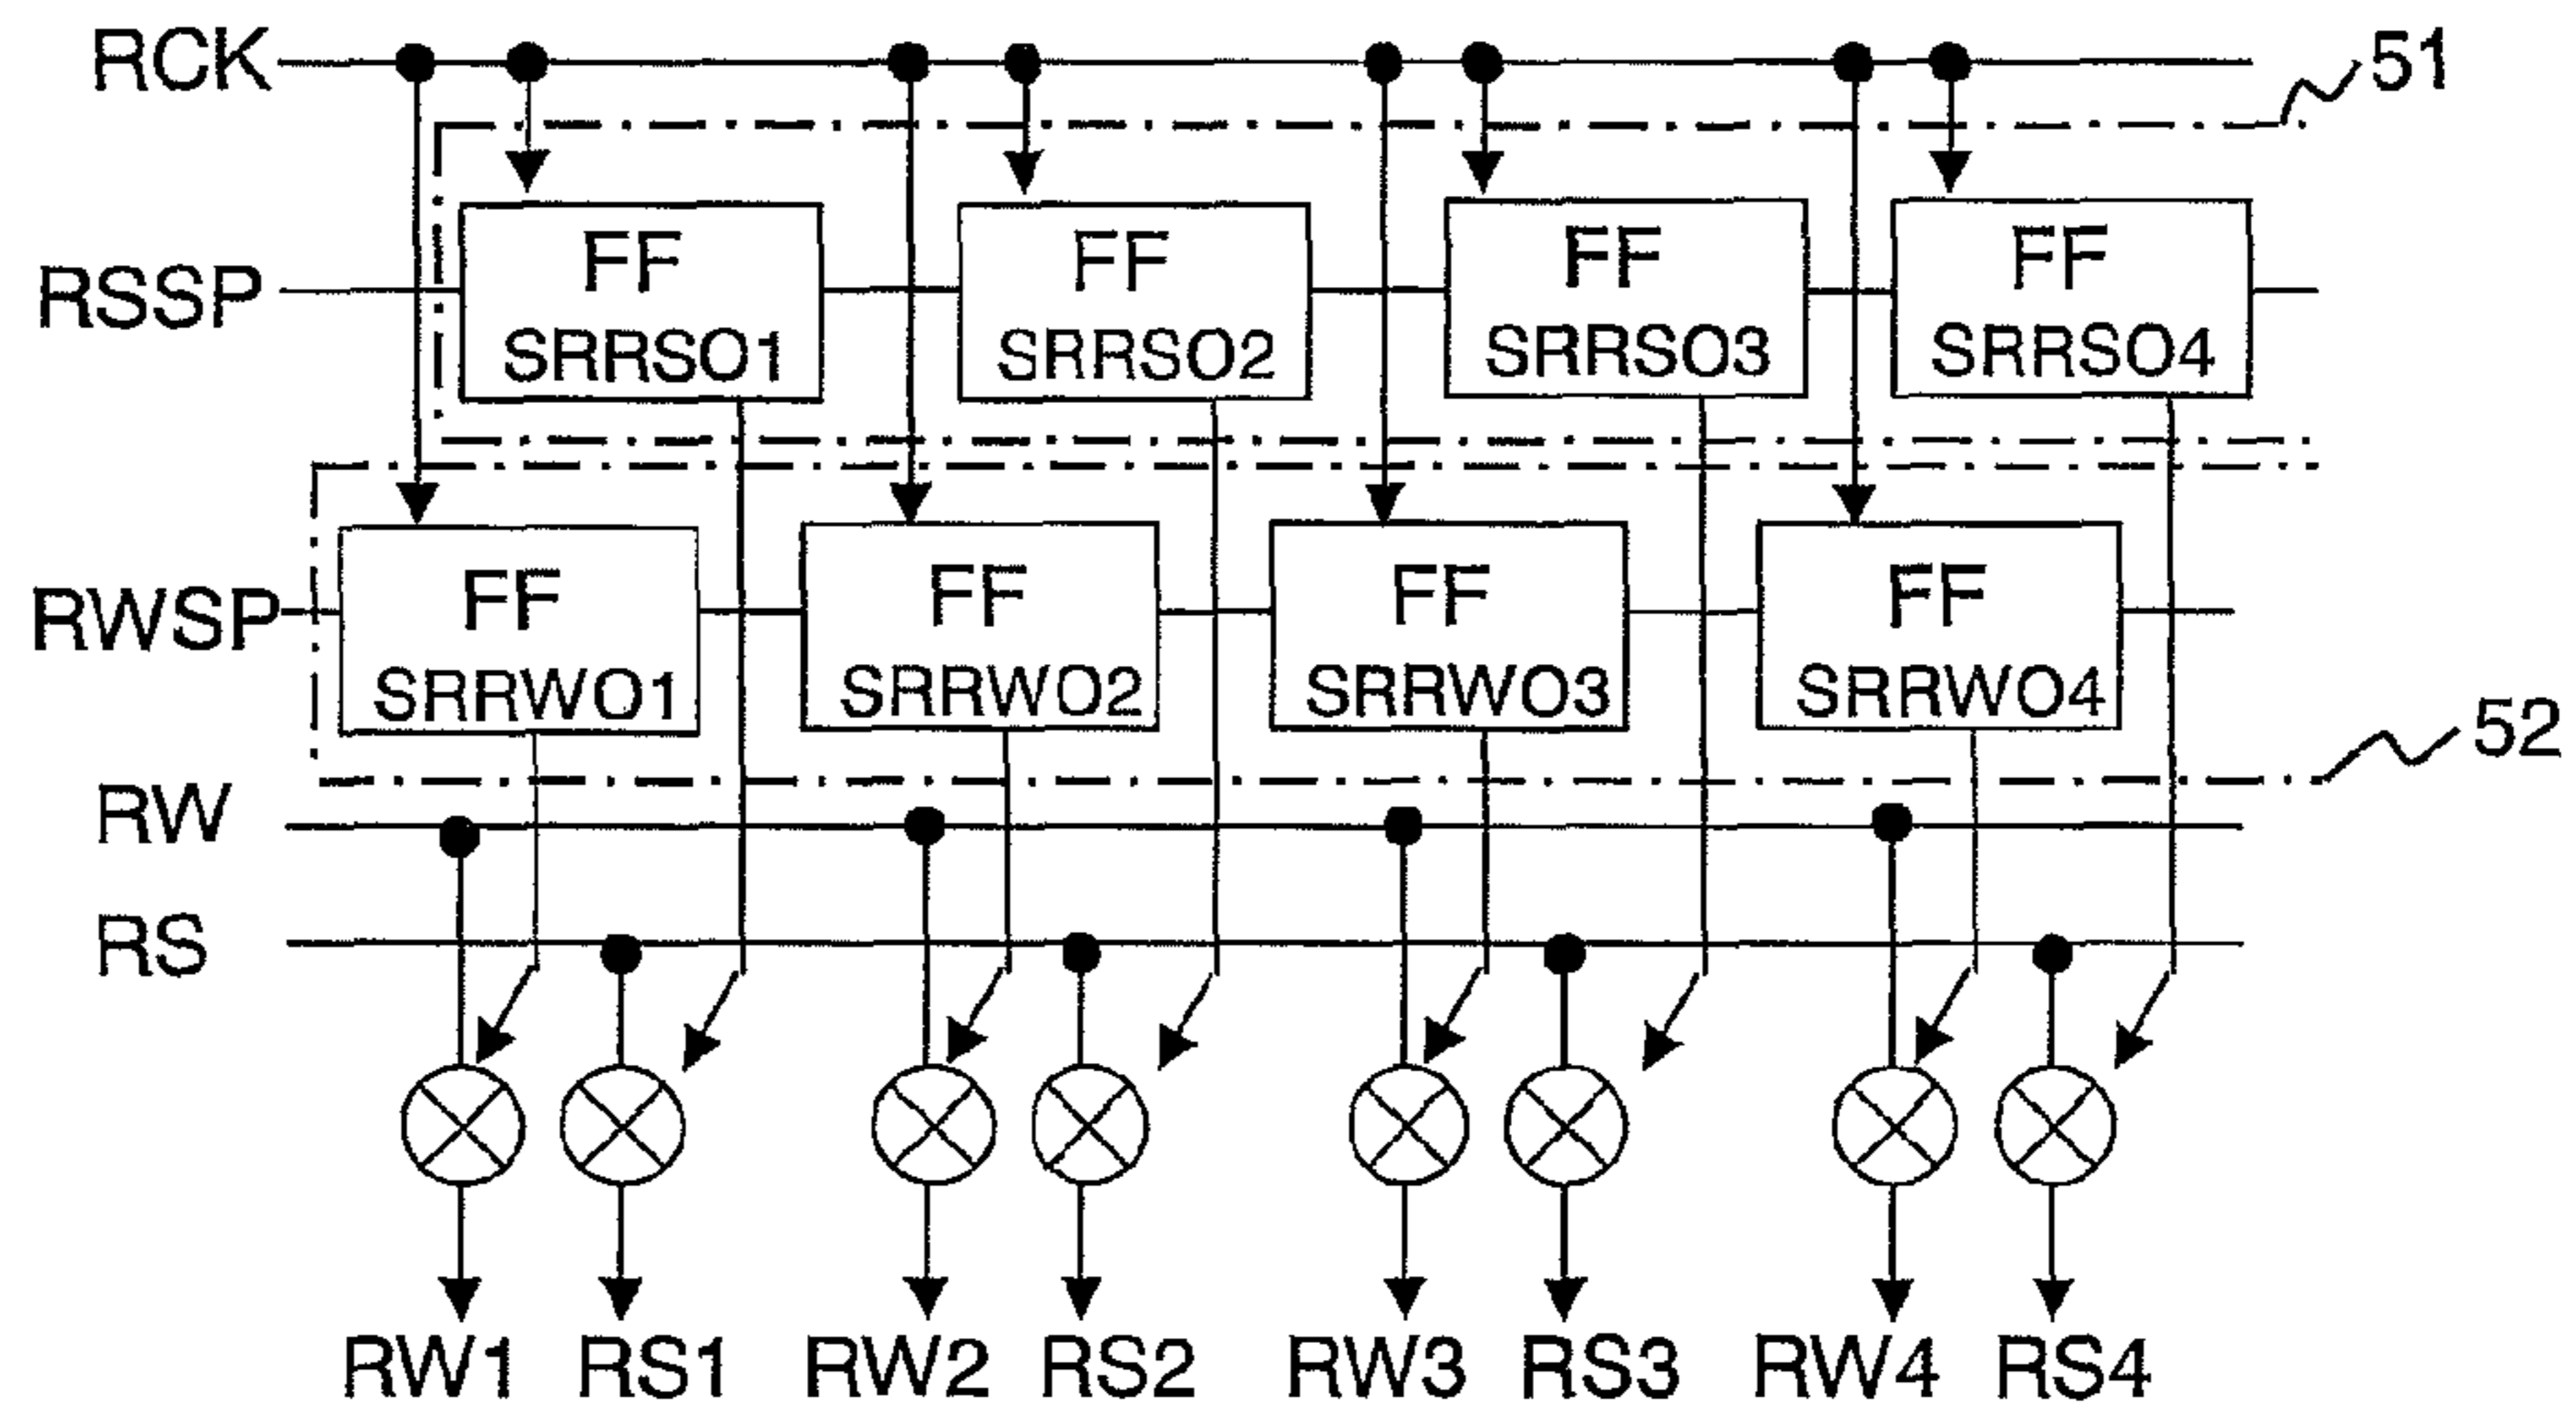 RCK
51
RSSP
FF
SRRSO1
FF
SRRSO2
FF
SRRSO3
FF
SRRSO4
RWSP
FF
SRRWO1
FF
SRRWO2
FF
SRRWO3
FF
SRRWO4
52
RW
RS
RW1 RS1 RW2 RS2 RW3 RS3 RW4 RS4